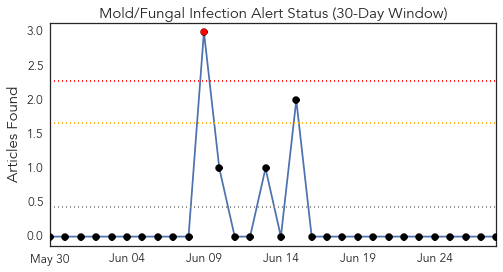 Mold/Fungal Infection Alert Status (30-Day Window)
Articles Found
3.0
2.5
2.0
1.5
1.0
0.5
0.0
May 30 Jun 04 Jun 09 Jun 14 Jun 19 Jun 24